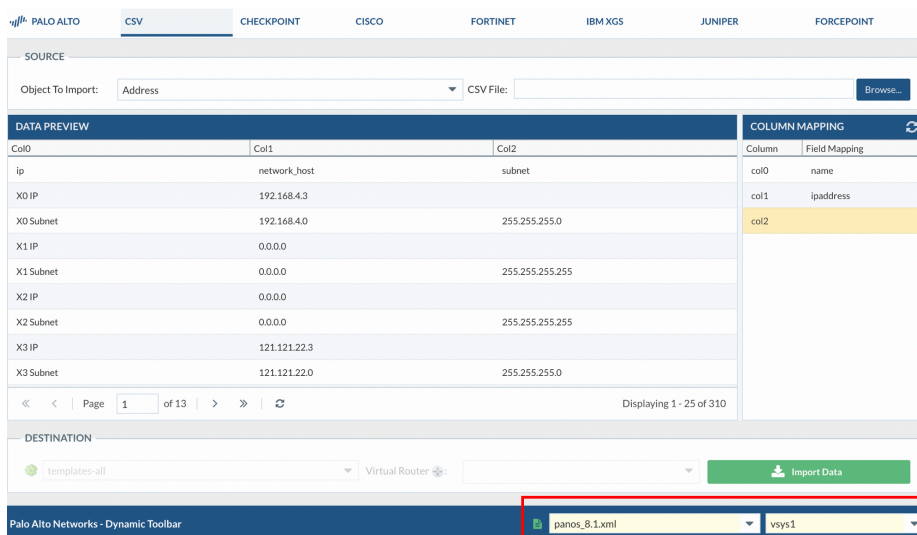 PALO ALTO CSV CHECKPOINT CISCO FORTINET IBM XGS JUNIPER FORCEPOINT
SOURCE
Object To Import: Address CSV File: Browse...
DATA PREVIEW COLUMN MAPPING
Col0 Col1 Col2 Column Field Mapping
ip network_host subnet col0 name
X0 IP 192.168.4.3 col1 ipaddress
X0 Subnet 192.168.4.0 255.255.255.0 col2
X1 IP 0.0.0.0
X1 Subnet 0.0.0.0 255.255.255.255
X2 IP 0.0.0.0
X2 Subnet 0.0.0.0 255.255.255.255
X3 IP 121.121.22.3
X3 Subnet 121.121.22.0 255.255.255.0
Page 1 of 13 Displaying 1 - 25 of 310
DESTINATION
templates-all Virtual Router : Import Data
Palo Alto Networks - Dynamic Toolbar panos_8.1.xml vsys1